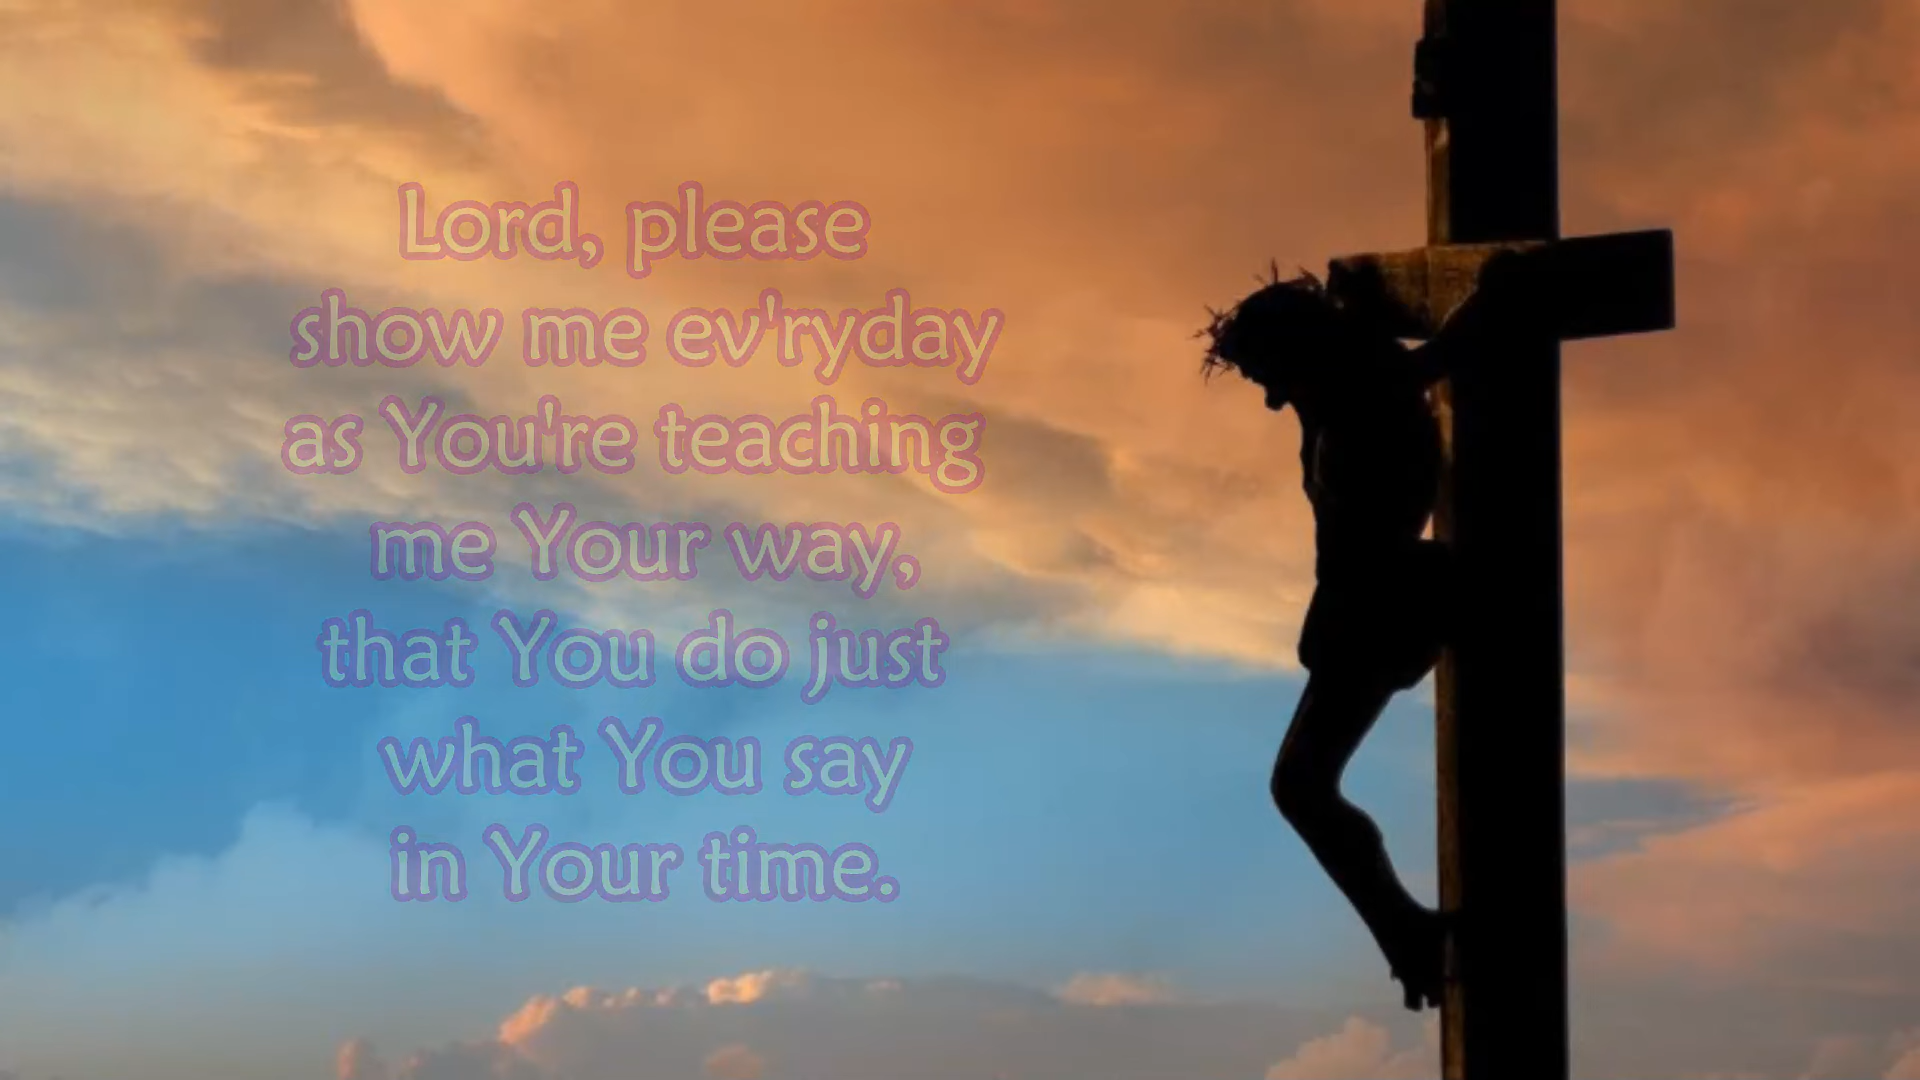 Lord, please
show me ev'ryday
as You're teaching
me Your way,
that You do just
what You say
in Your time.